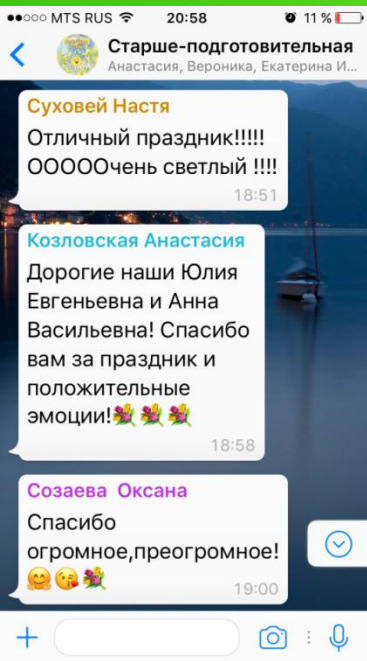 MTS RUS 20:58 11 %
Старше-подготовительная
Анастасия, Вероника, Екатерина И...
Суховей Настя
Отличный праздник!!!!!
ОООООчень светлый !!!!
18:51
Козловская Анастасия
Дорогие наши Юлия
Евгеньевна и Анна
Васильевна! Спасибо
вам за праздник и
положительные
эмоции!💐💐💐
18:58
Созаева Оксана
Спасибо
огромное,преогромное!
🤗😘💐
19:00